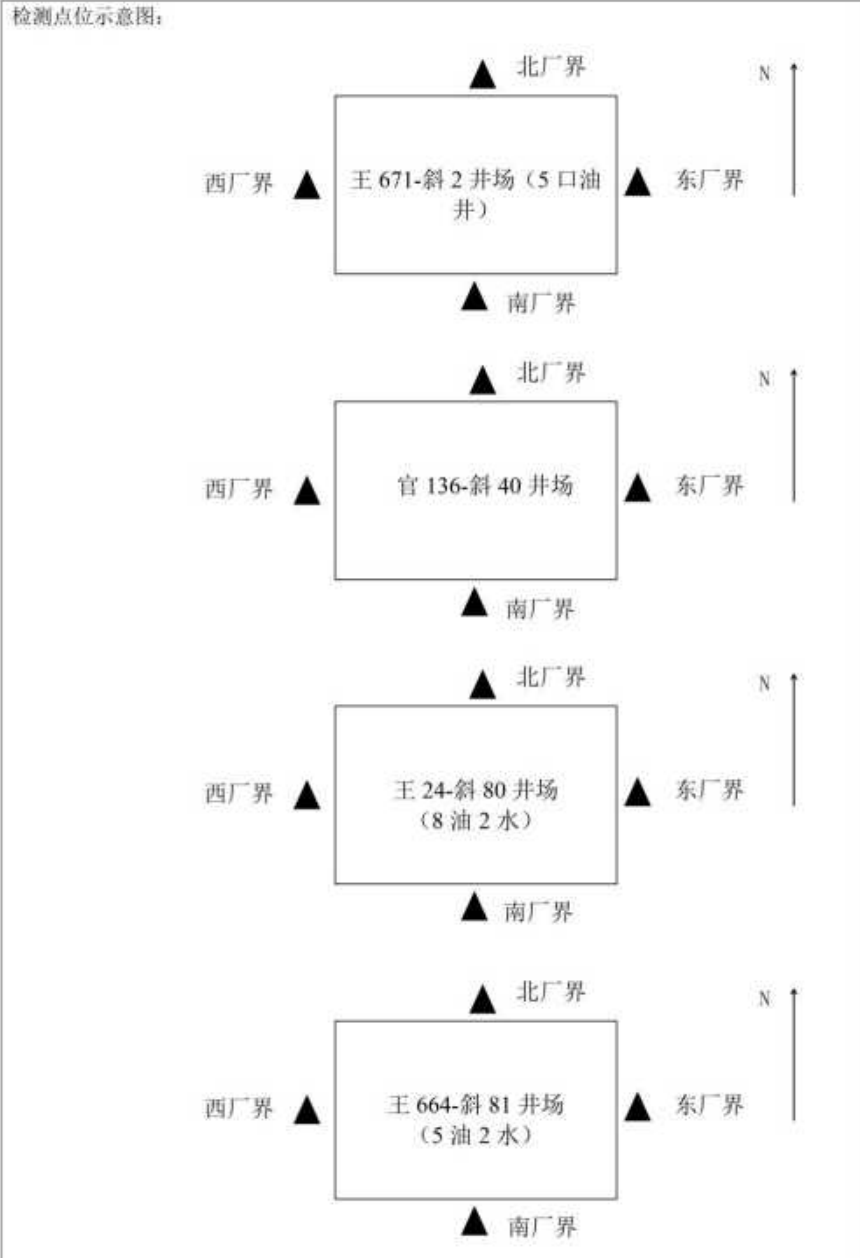 检测点位示意图：
北厂界
N
西厂界
王 671-斜 2 井场（5 口油
井）
东厂界
南厂界
北厂界
N
西厂界
官 136-斜 40 井场
东厂界
南厂界
北厂界
N
西厂界
王 24-斜 80 井场
（8 油 2 水）
东厂界
南厂界
北厂界
N
西厂界
王 664-斜 81 井场
（5 油 2 水）
东厂界
南厂界